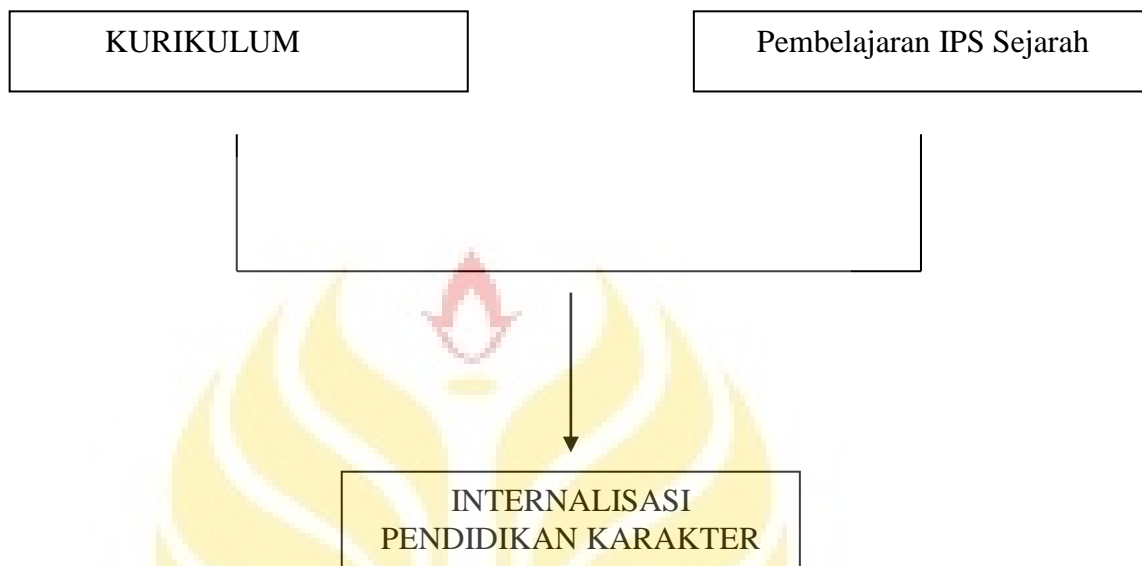 KURIKULUM
Pembelajaran IPS Sejarah
INTERNALISASI
PENDIDIKAN KARAKTER